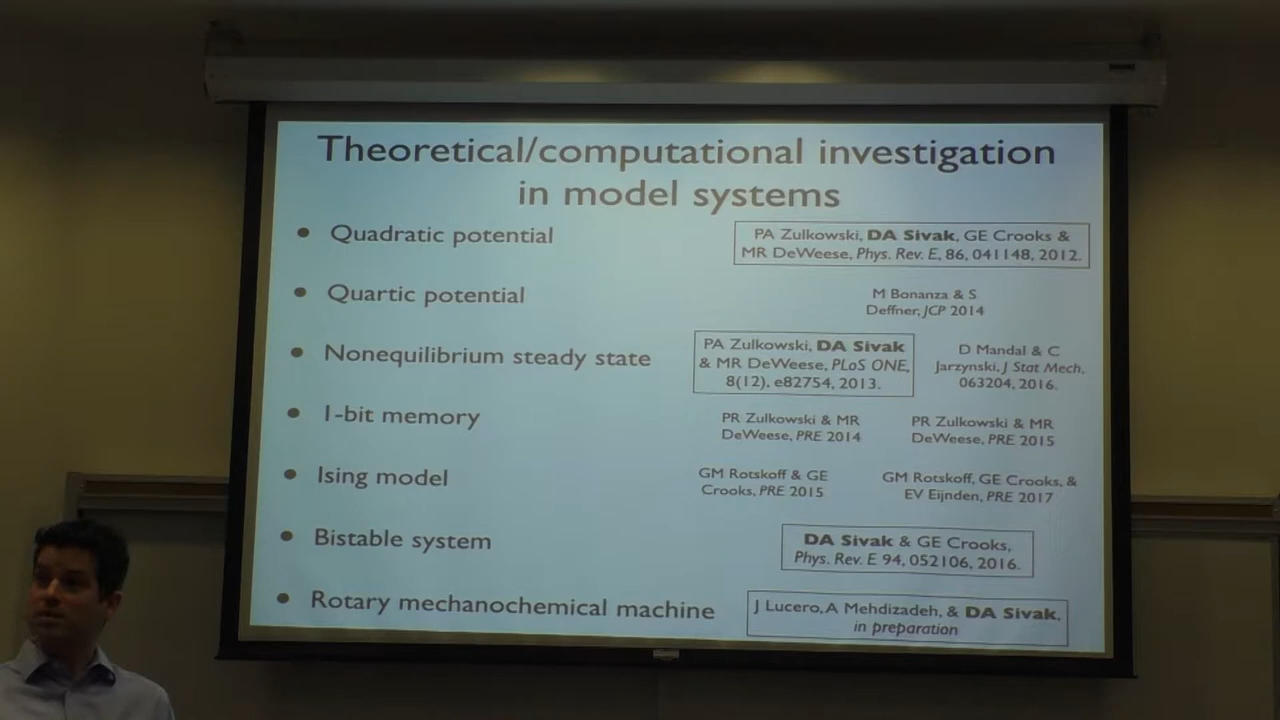 Theoretical/computational investigation
in model systems
• Quadratic potential
PA Zulkowski, DA Sivak, GE Crooks &
MR DeWeese, Phys. Rev. E, 86, 041148, 2012.
• Quartic potential
M Bonanza & S
Deffner, JCP 2014
• Nonequilibrium steady state
PA Zulkowski, DA Sivak
& MR DeWeese, PLoS ONE,
8(12), e82754, 2013.
D Mandal & C
Jarzynski, J Stat Mech,
063204, 2016.
• 1-bit memory
PR Zulkowski & MR
DeWeese, PRE 2014
PR Zulkowski & MR
DeWeese, PRE 2015
• Ising model
GM Rotskoff & GE
Crooks, PRE 2015
GM Rotskoff, GE Crooks, &
EV Eijnden, PRE 2017
• Bistable system
DA Sivak & GE Crooks,
Phys. Rev. E 94, 052106, 2016.
• Rotary mechanochemical machine
J Lucero, A Mehdizadeh, & DA Sivak,
in preparation